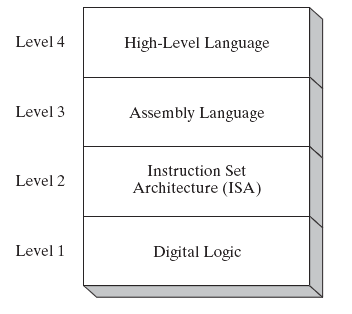 Level 4 High-Level Language
Level 3 Assembly Language
Level 2 Instruction Set
Architecture (ISA)
Level 1 Digital Logic